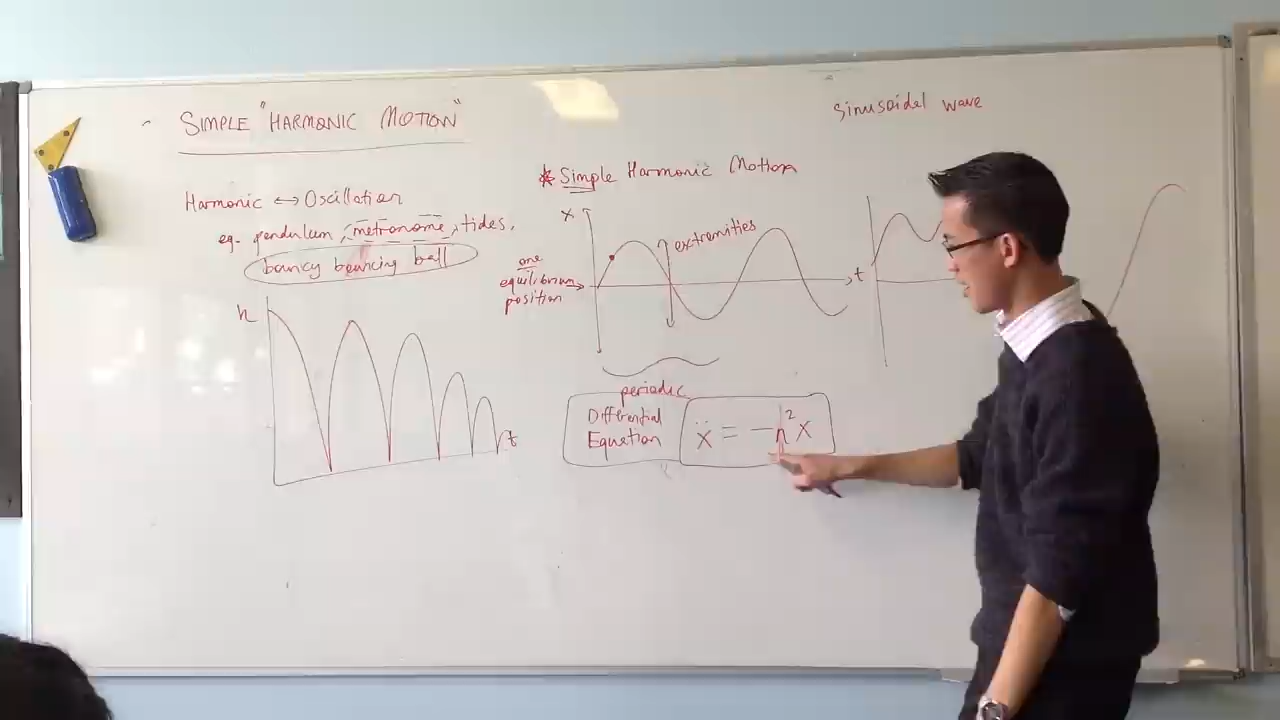 SIMPLE "HARMONIC MOTION"
Harmonic ↔ Oscillation
eg. pendulum, metronome, tides,
bouncy bouncing ball
h
t
Sinusoidal wave
* Simple Harmonic Motion
x
extremities
one
equilibrium
position
t
periodic
Differential
Equation
ẍ = -n²x